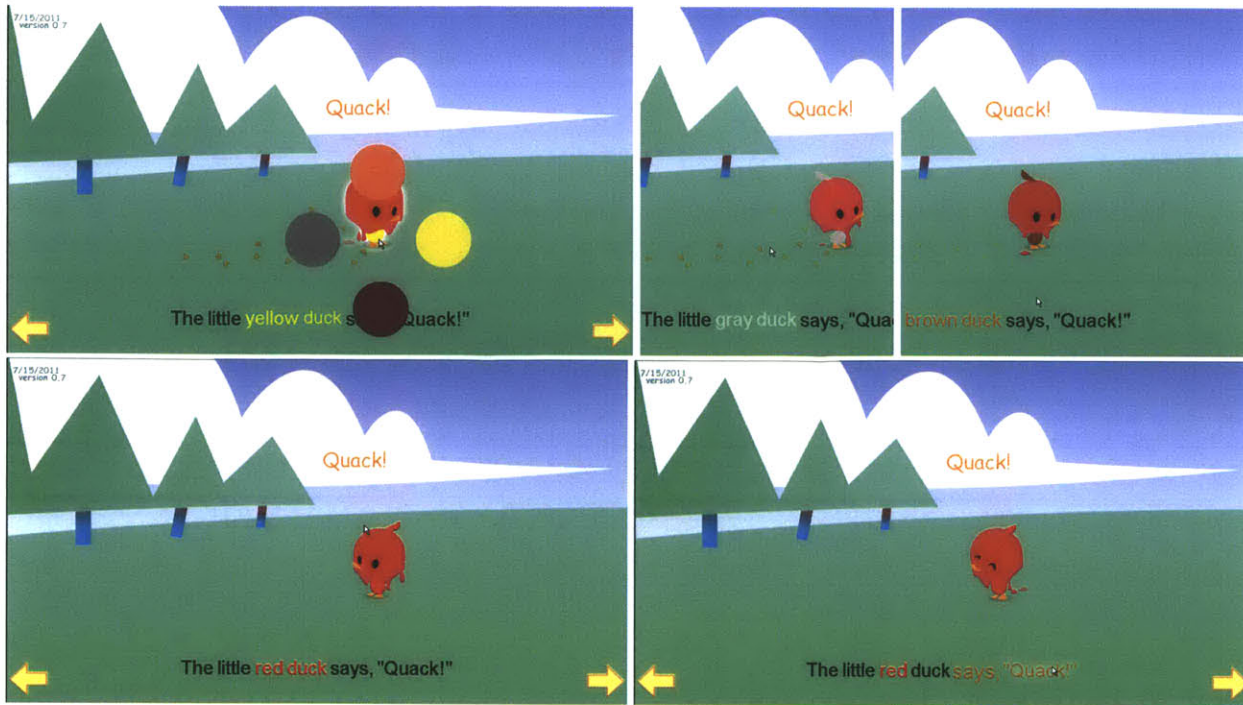 7/15/2011
version 0.7
Quack!
The little yellow duck s Quack!"
Quack!
The little gray duck says, "Qua
Quack!
brown duck says, "Quack!"
7/15/2011
version 0.7
Quack!
The little red duck says, "Quack!"
7/15/2011
version 0.7
Quack!
The little red duck says, "Quack!"